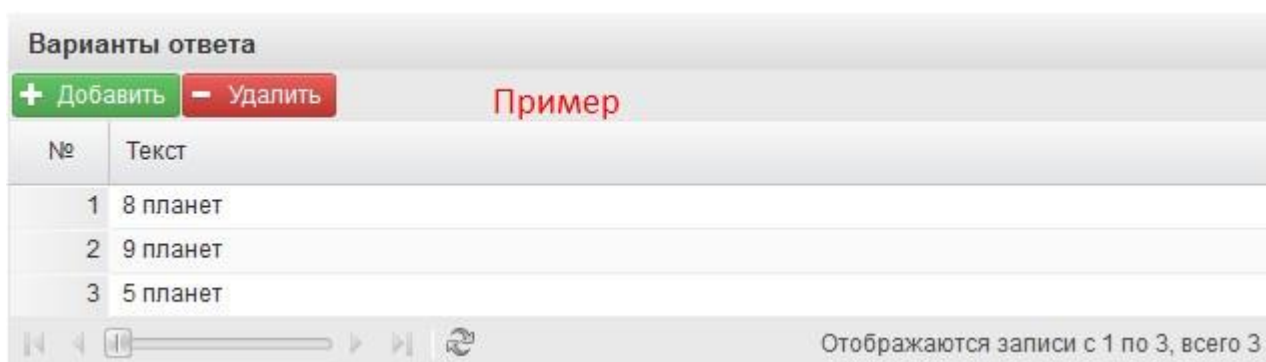 Варианты ответа
Добавить Удалить Пример
№ Текст
1 8 планет
2 9 планет
3 5 планет
Отображаются записи с 1 по 3, всего 3